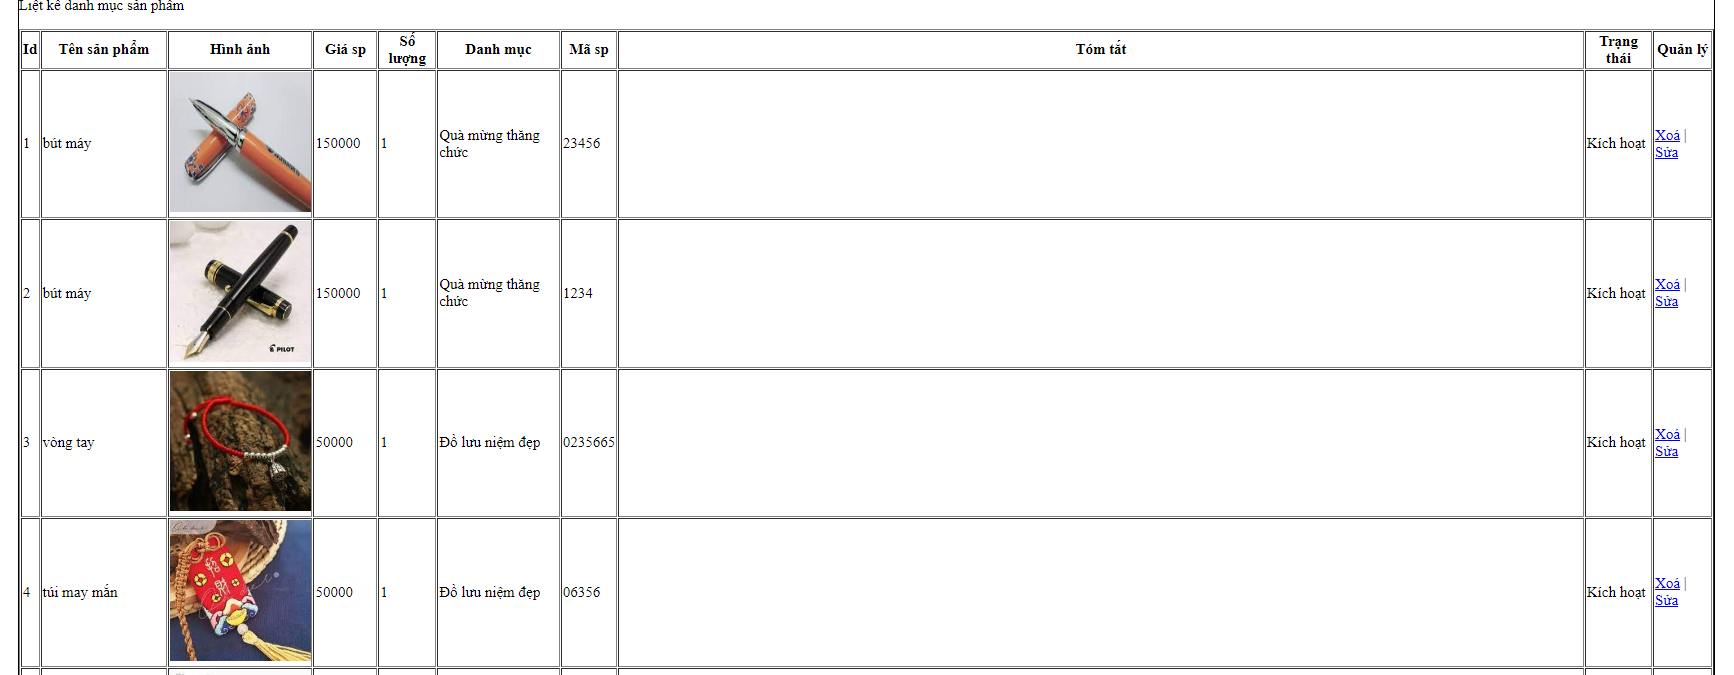 Liệt kê danh mục sản phẩm
Id Tên sản phẩm Hình ảnh Giá sp Số lượng Danh mục Mã sp Tóm tắt Trạng thái Quản lý
1 bút máy 150000 1 Quà mừng thăng chức 23456 Kích hoạt Xoá | Sửa
2 bút máy PILOT 150000 1 Quà mừng thăng chức 1234 Kích hoạt Xoá | Sửa
3 vòng tay 50000 1 Đồ lưu niệm đẹp 0235665 Kích hoạt Xoá | Sửa
4 túi may mắn 招財 50000 1 Đồ lưu niệm đẹp 06356 Kích hoạt Xoá | Sửa